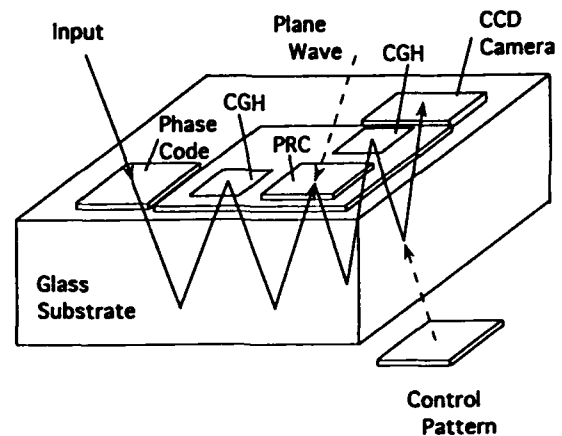 Input
Plane
Wave
CCD
Camera
CGH
CGH
Phase
Code
PRC
Glass
Substrate
Control
Pattern